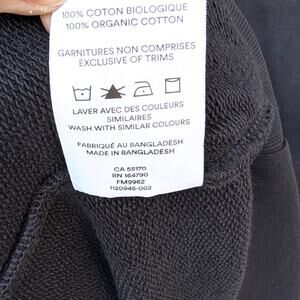 100% COTON BIOLOGIQUE
100% ORGANIC COTTON
GARNITURES NON COMPRISES
EXCLUSIVE OF TRIMS
LAVER AVEC DES COULEURS
SIMILAIRES
WASH WITH SIMILAR COLOURS
FABRIQUÉ AU BANGLADESH
MADE IN BANGLADESH
CA 55170
RN 164790
FM9962
1120945-002